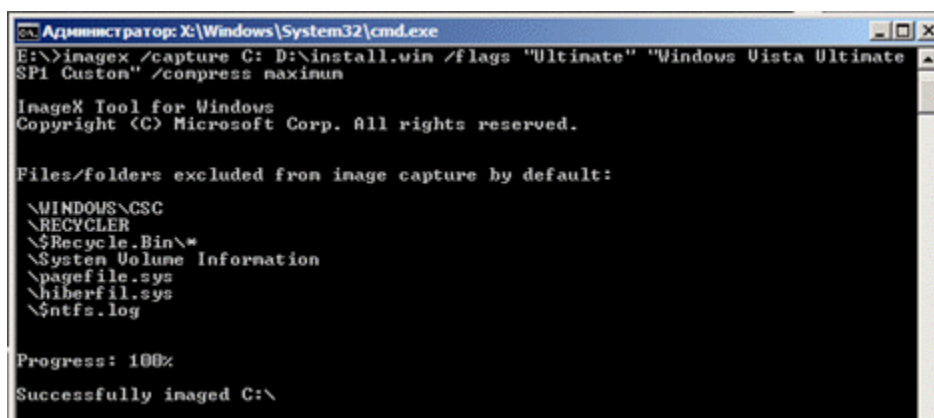 Администратор: X:\Windows\System32\cmd.exe
E:\>imagex /capture C: D:\install.wim /flags "Ultimate" "Windows Vista Ultimate
SP1 Custom" /compress maximum
ImageX Tool for Windows
Copyright (C) Microsoft Corp. All rights reserved.
Files/folders excluded from image capture by default:
\WINDOWS\CSC
\RECYCLER
\$Recycle.Bin\*
\System Volume Information
\pagefile.sys
\hiberfil.sys
\$ntfs.log
Progress: 100%
Successfully imaged C:\